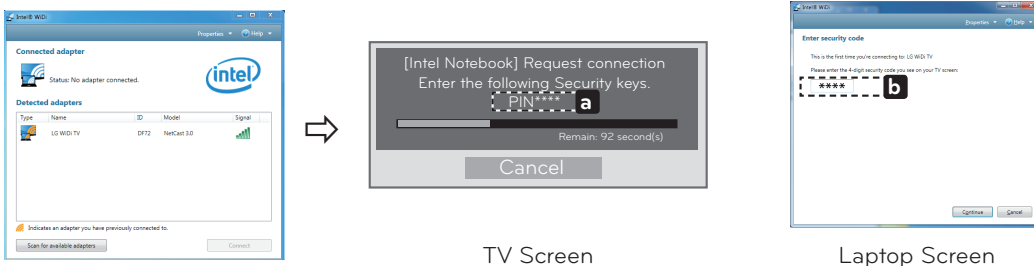 Intel® WiDi
Properties Help
Connected adapter
Status: No adapter connected.
intel
Detected adapters
Type Name ID Model Signal
LG WiDi TV DF72 NetCast 3.0
Indicates an adapter you have previously connected to.
Scan for available adapters Connect
[Intel Notebook] Request connection
Enter the following Security keys.
PIN**** a
Remain: 92 second(s)
Cancel
TV Screen
Intel® WiDi
Properties Help
Enter security code
This is the first time you're connecting to: LG WiDi TV
Please enter the 4-digit security code you see on your TV screen:
**** b
Continue Cancel
Laptop Screen